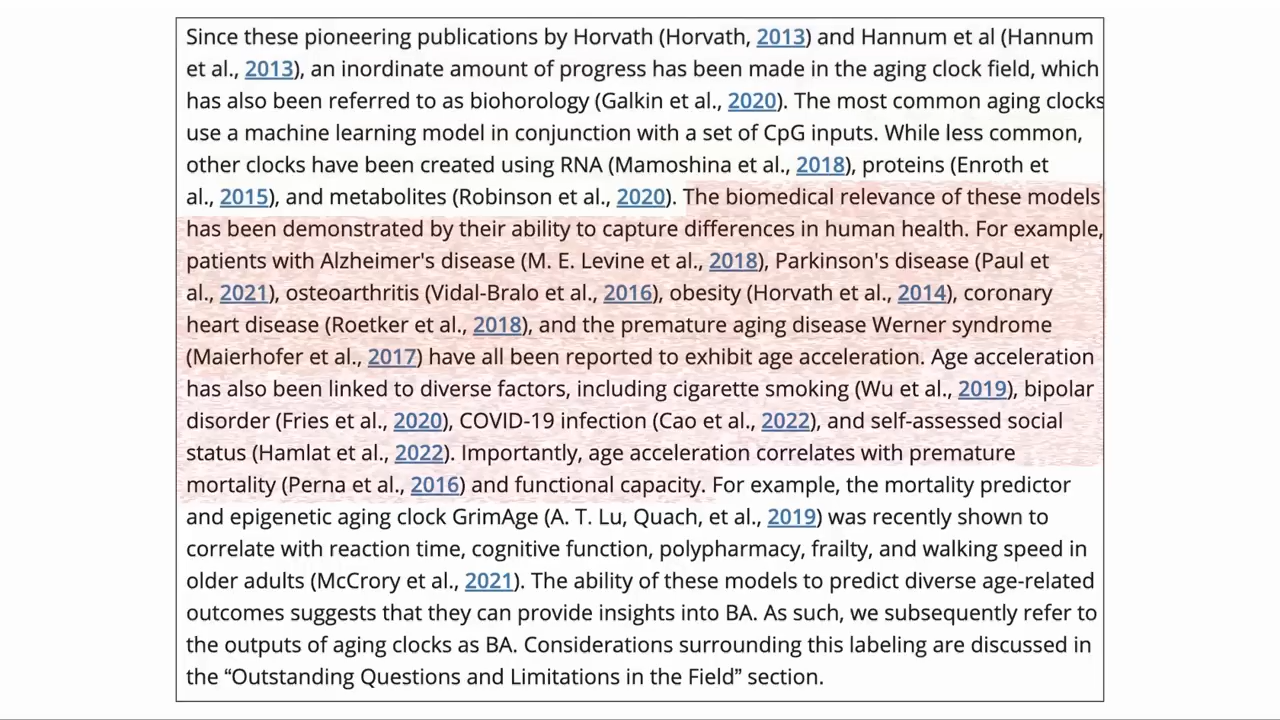 Since these pioneering publications by Horvath (Horvath, 2013) and Hannum et al (Hannum
et al., 2013), an inordinate amount of progress has been made in the aging clock field, which
has also been referred to as biohorology (Galkin et al., 2020). The most common aging clocks
use a machine learning model in conjunction with a set of CpG inputs. While less common,
other clocks have been created using RNA (Mamoshina et al., 2018), proteins (Enroth et
al., 2015), and metabolites (Robinson et al., 2020). The biomedical relevance of these models
has been demonstrated by their ability to capture differences in human health. For example,
patients with Alzheimer's disease (M. E. Levine et al., 2018), Parkinson's disease (Paul et
al., 2021), osteoarthritis (Vidal-Bralo et al., 2016), obesity (Horvath et al., 2014), coronary
heart disease (Roetker et al., 2018), and the premature aging disease Werner syndrome
(Maierhofer et al., 2017) have all been reported to exhibit age acceleration. Age acceleration
has also been linked to diverse factors, including cigarette smoking (Wu et al., 2019), bipolar
disorder (Fries et al., 2020), COVID-19 infection (Cao et al., 2022), and self-assessed social
status (Hamlat et al., 2022). Importantly, age acceleration correlates with premature
mortality (Perna et al., 2016) and functional capacity. For example, the mortality predictor
and epigenetic aging clock GrimAge (A. T. Lu, Quach, et al., 2019) was recently shown to
correlate with reaction time, cognitive function, polypharmacy, frailty, and walking speed in
older adults (McCrory et al., 2021). The ability of these models to predict diverse age-related
outcomes suggests that they can provide insights into BA. As such, we subsequently refer to
the outputs of aging clocks as BA. Considerations surrounding this labeling are discussed in
the “Outstanding Questions and Limitations in the Field” section.